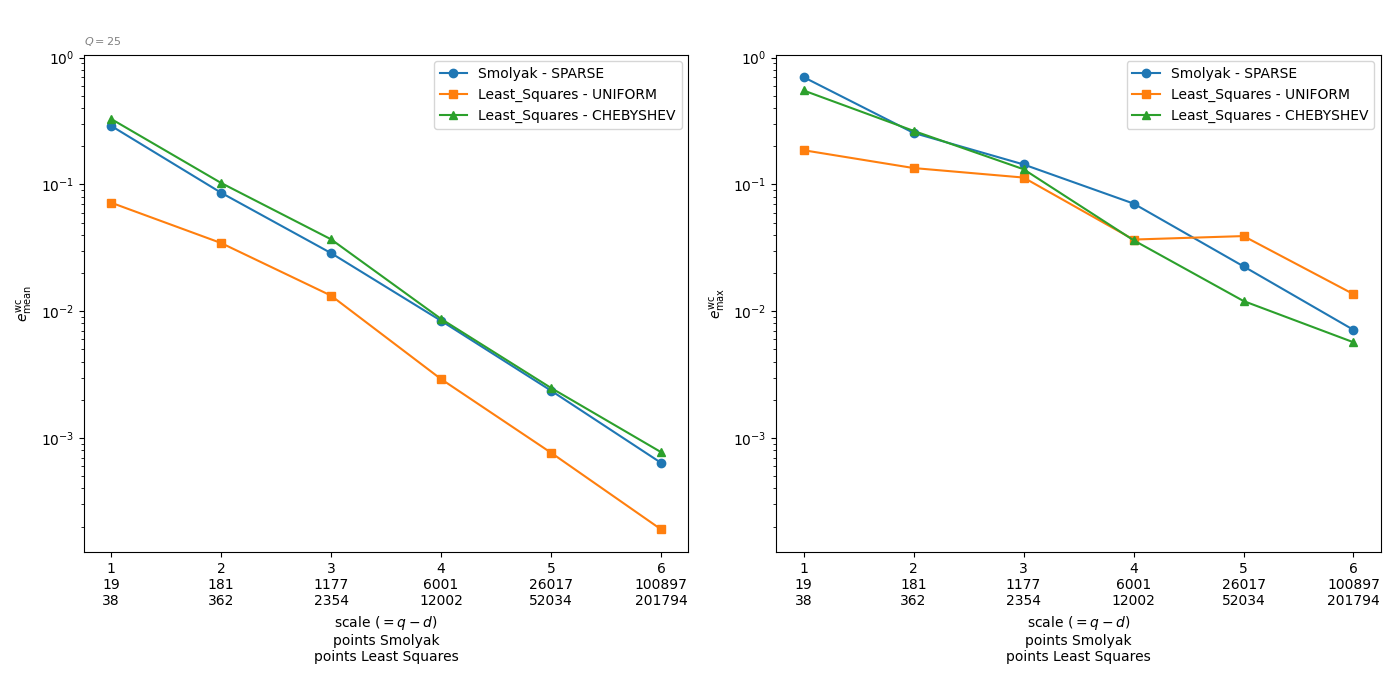 Q = 25
10⁰
10⁻¹
10⁻²
10⁻³
e^wc_mean
Smolyak - SPARSE
Least_Squares - UNIFORM
Least_Squares - CHEBYSHEV
1 2 3 4 5 6
19 181 1177 6001 26017 100897
38 362 2354 12002 52034 201794
scale (= q − d)
points Smolyak
points Least Squares
10⁰
10⁻¹
10⁻²
10⁻³
e^wc_max
Smolyak - SPARSE
Least_Squares - UNIFORM
Least_Squares - CHEBYSHEV
1 2 3 4 5 6
19 181 1177 6001 26017 100897
38 362 2354 12002 52034 201794
scale (= q − d)
points Smolyak
points Least Squares